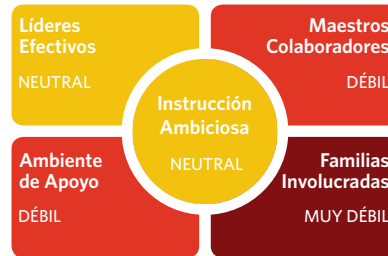 Líderes
Efectivos
NEUTRAL
Maestros
Colaboradores
DÉBIL
Instrucción
Ambiciosa
NEUTRAL
Ambiente
de Apoyo
DÉBIL
Familias
Involucradas
MUY DÉBIL